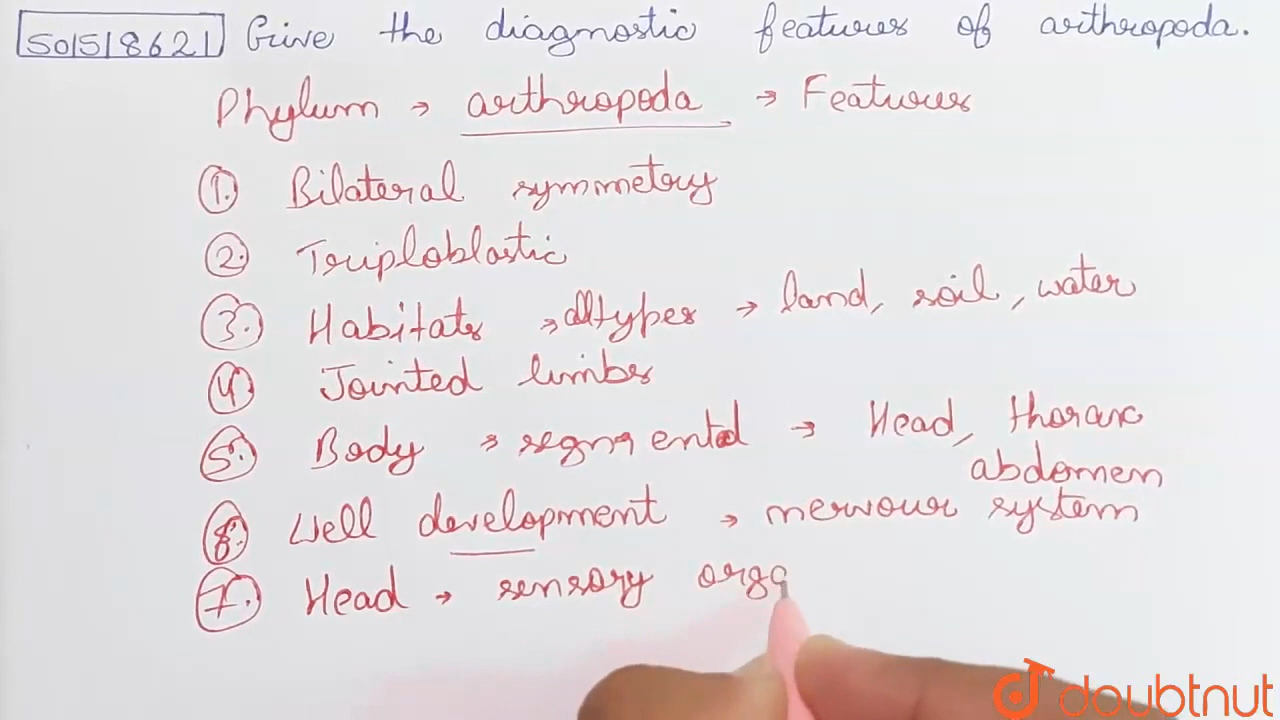 501518621 Give the diagnostic features of arthropoda.
Phylum → arthropoda → Features
1. Bilateral symmetry
2. Triploblastic
3. Habitats → all types → land, soil, water
4. Jointed limbs
5. Body → segmented → Head, thorax
abdomen
6. Well development → nervous system
7. Head → sensory orga
doubtnut